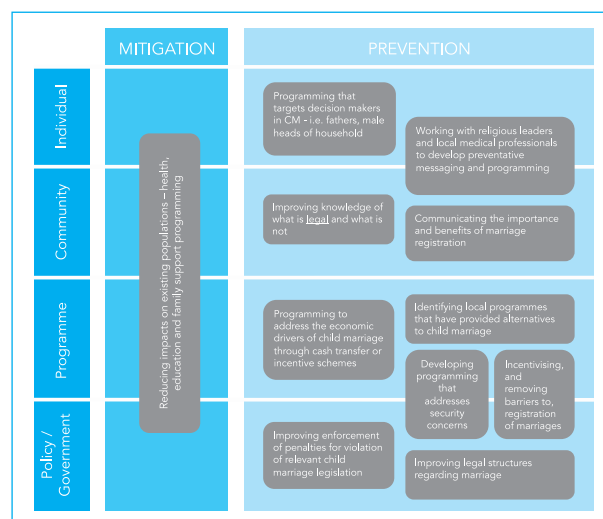 MITIGATION
PREVENTION
Individual
Community
Programme
Policy /
Government
Reducing impacts on existing populations – health,
education and family support programming
Programming that
targets decision makers
in CM - i.e. fathers, male
heads of household
Working with religious leaders
and local medical professionals
to develop preventative
messaging and programming
Improving knowledge of
what is legal and what is
not
Communicating the importance
and benefits of marriage
registration
Programming to
address the economic
drivers of child marriage
through cash transfer or
incentive schemes
Identifying local programmes
that have provided alternatives
to child marriage
Developing
programming
that
addresses
security
concerns
Incentivising,
and
removing
barriers to,
registration
of marriages
Improving enforcement
of penalties for violation
of relevant child
marriage legislation
Improving legal structures
regarding marriage